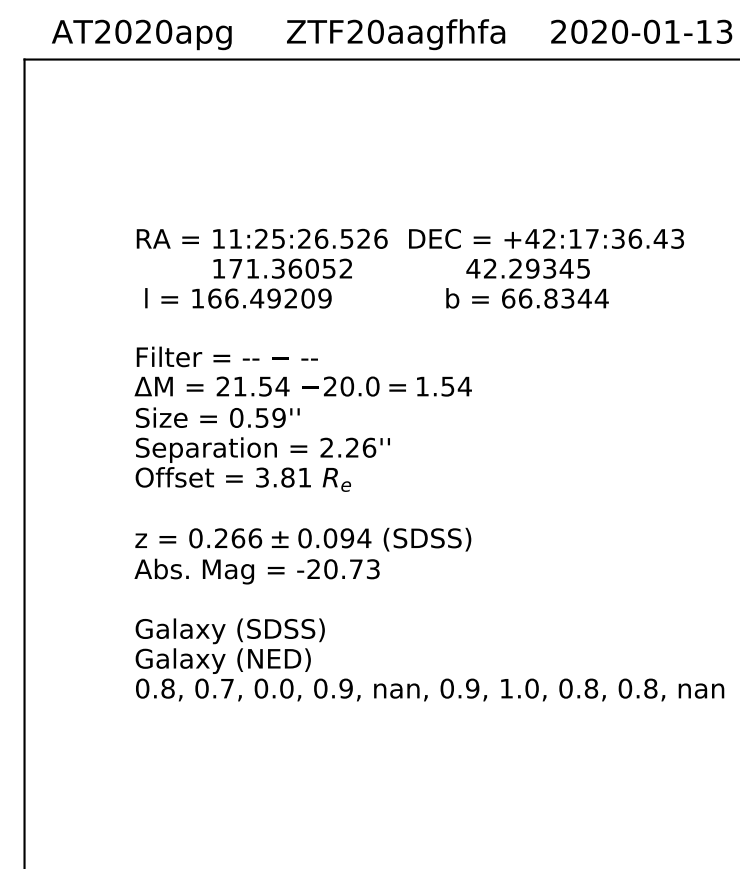 AT2020apg ZTF20aagfhfa 2020-01-13
RA = 11:25:26.526 DEC = +42:17:36.43
171.36052 42.29345
l = 166.49209 b = 66.8344
Filter = -- − --
ΔM = 21.54 −20.0 = 1.54
Size = 0.59''
Separation = 2.26''
Offset = 3.81 Rₑ
z = 0.266 ± 0.094 (SDSS)
Abs. Mag = -20.73
Galaxy (SDSS)
Galaxy (NED)
0.8, 0.7, 0.0, 0.9, nan, 0.9, 1.0, 0.8, 0.8, nan